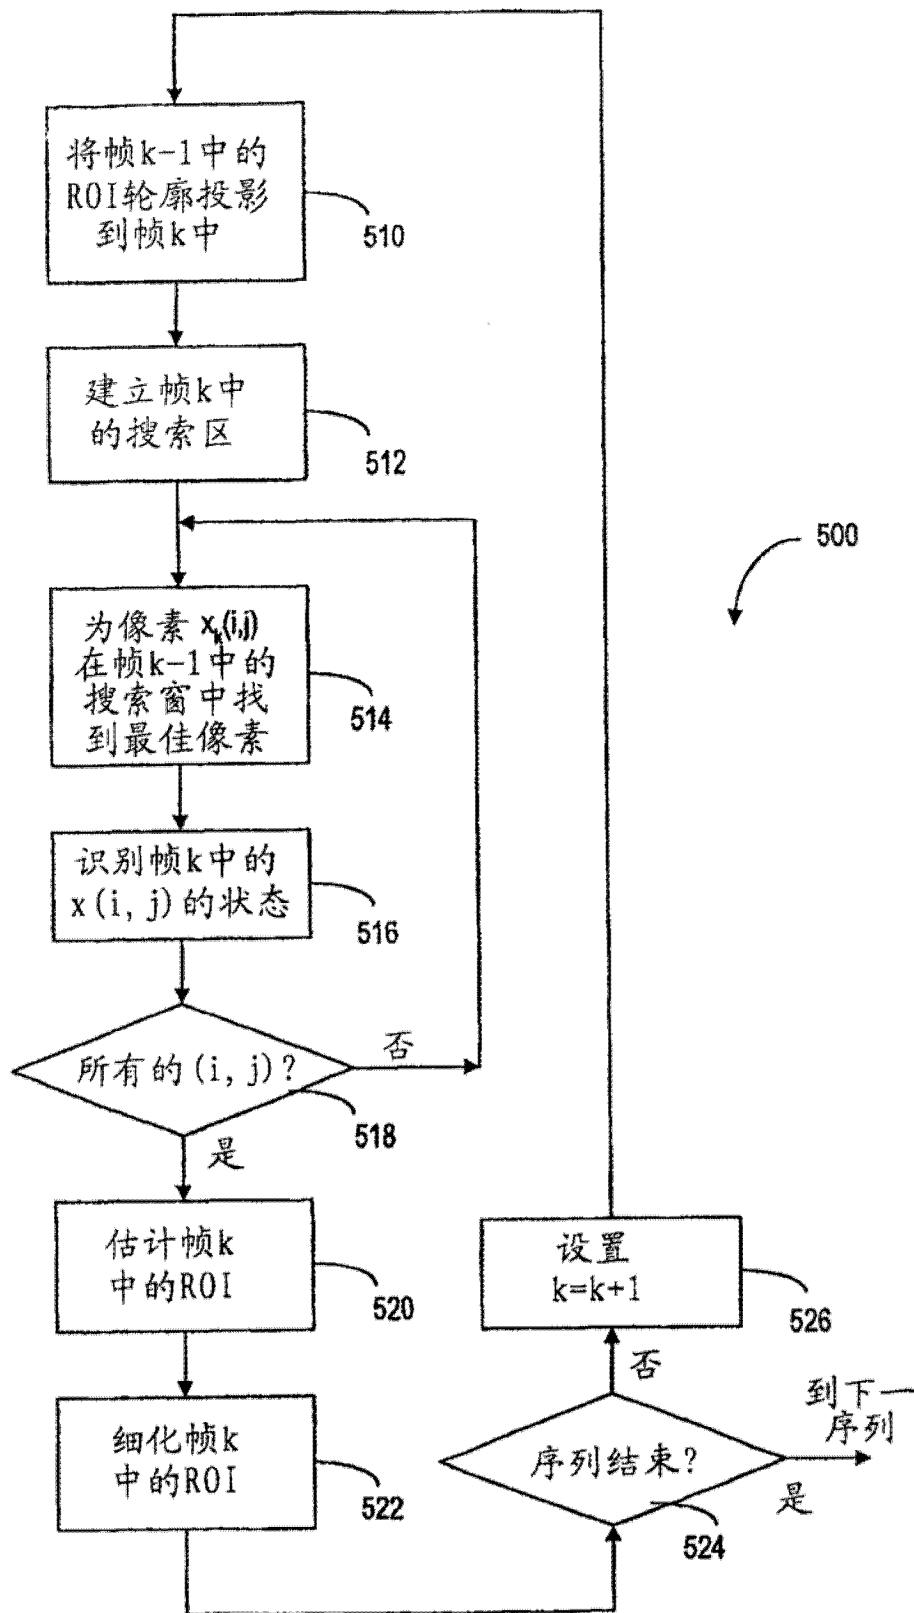 将帧k-1中的
ROI轮廓投影
到帧k中
510
建立帧k中
的搜索区
512
500
为像素 xk(i,j)
在帧k-1中的
搜索窗中找
到最佳像素
514
识别帧k中的
x(i, j)的状态
516
所有的(i, j)?
否
518
是
估计帧k
中的ROI
520
设置
k=k+1
526
否
细化帧k
中的ROI
522
序列结束?
到下一
序列
是
524